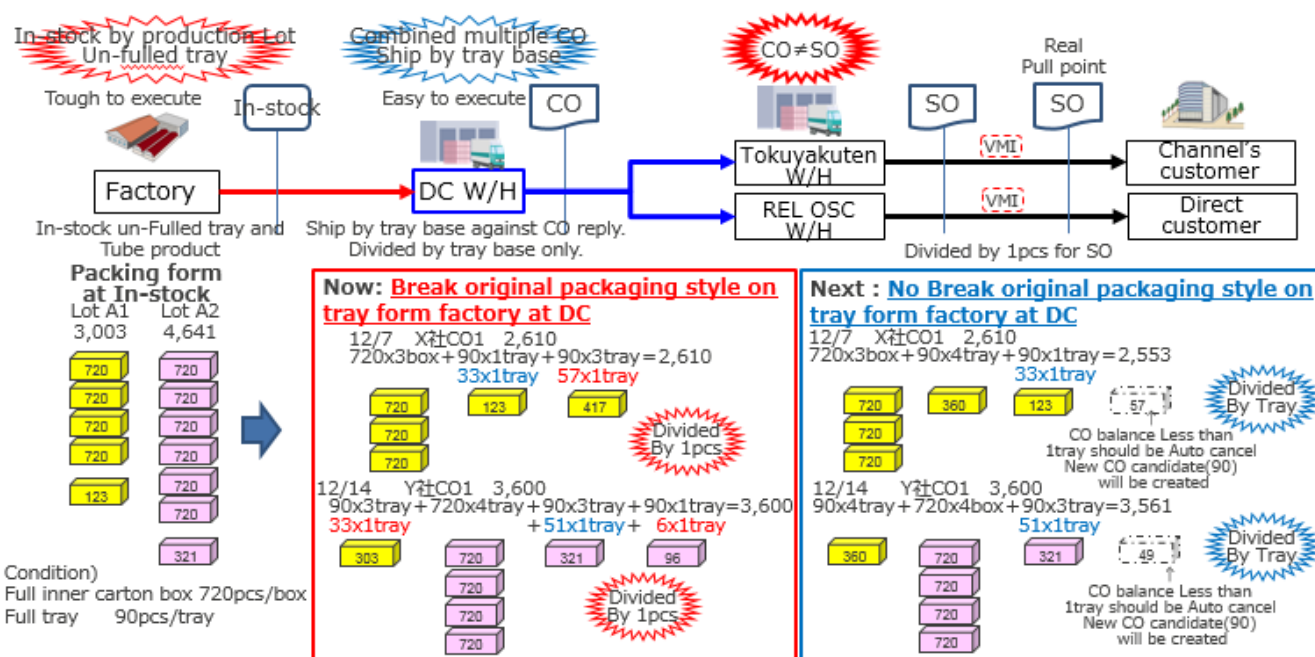 In-stock by production Lot
Un-fulled tray
Combined multiple CO
Ship by tray base
CO≠SO
Real
Pull point
Tough to execute
In-stock
Easy to execute
CO
SO
SO
Factory
DC W/H
Tokuyakuten
W/H
VMI
Channel's
customer
REL OSC
W/H
VMI
Direct
customer
In-stock un-Fulled tray and
Tube product
Ship by tray base against CO reply.
Divided by tray base only.
Divided by 1pcs for SO
Packing form
at In-stock
Lot A1 Lot A2
3,003 4,641
720
720
720
720
123
720
720
720
720
720
720
321
Condition)
Full inner carton box 720pcs/box
Full tray 90pcs/tray
Now: Break original packaging style on
tray form factory at DC
12/7 X社CO1 2,610
720x3box+90x1tray+90x3tray=2,610
33x1tray 57x1tray
720
720
720
123
417
Divided
By 1pcs
12/14 Y社CO1 3,600
90x3tray+720x4tray+90x3tray+90x1tray=3,600
33x1tray +51x1tray+ 6x1tray
303
720
720
720
720
321
96
Divided
By 1pcs
Next : No Break original packaging style on
tray form factory at DC
12/7 X社CO1 2,610
720x3box+90x4tray+90x1tray=2,553
33x1tray
720
720
720
360
123
57
Divided
By Tray
CO balance Less than
1tray should be Auto cancel
New CO candidate(90)
will be created
12/14 Y社CO1 3,600
90x4tray+720x4box+90x3tray=3,561
51x1tray
360
720
720
720
720
321
49
Divided
By Tray
CO balance Less than
1tray should be Auto cancel
New CO candidate(90)
will be created